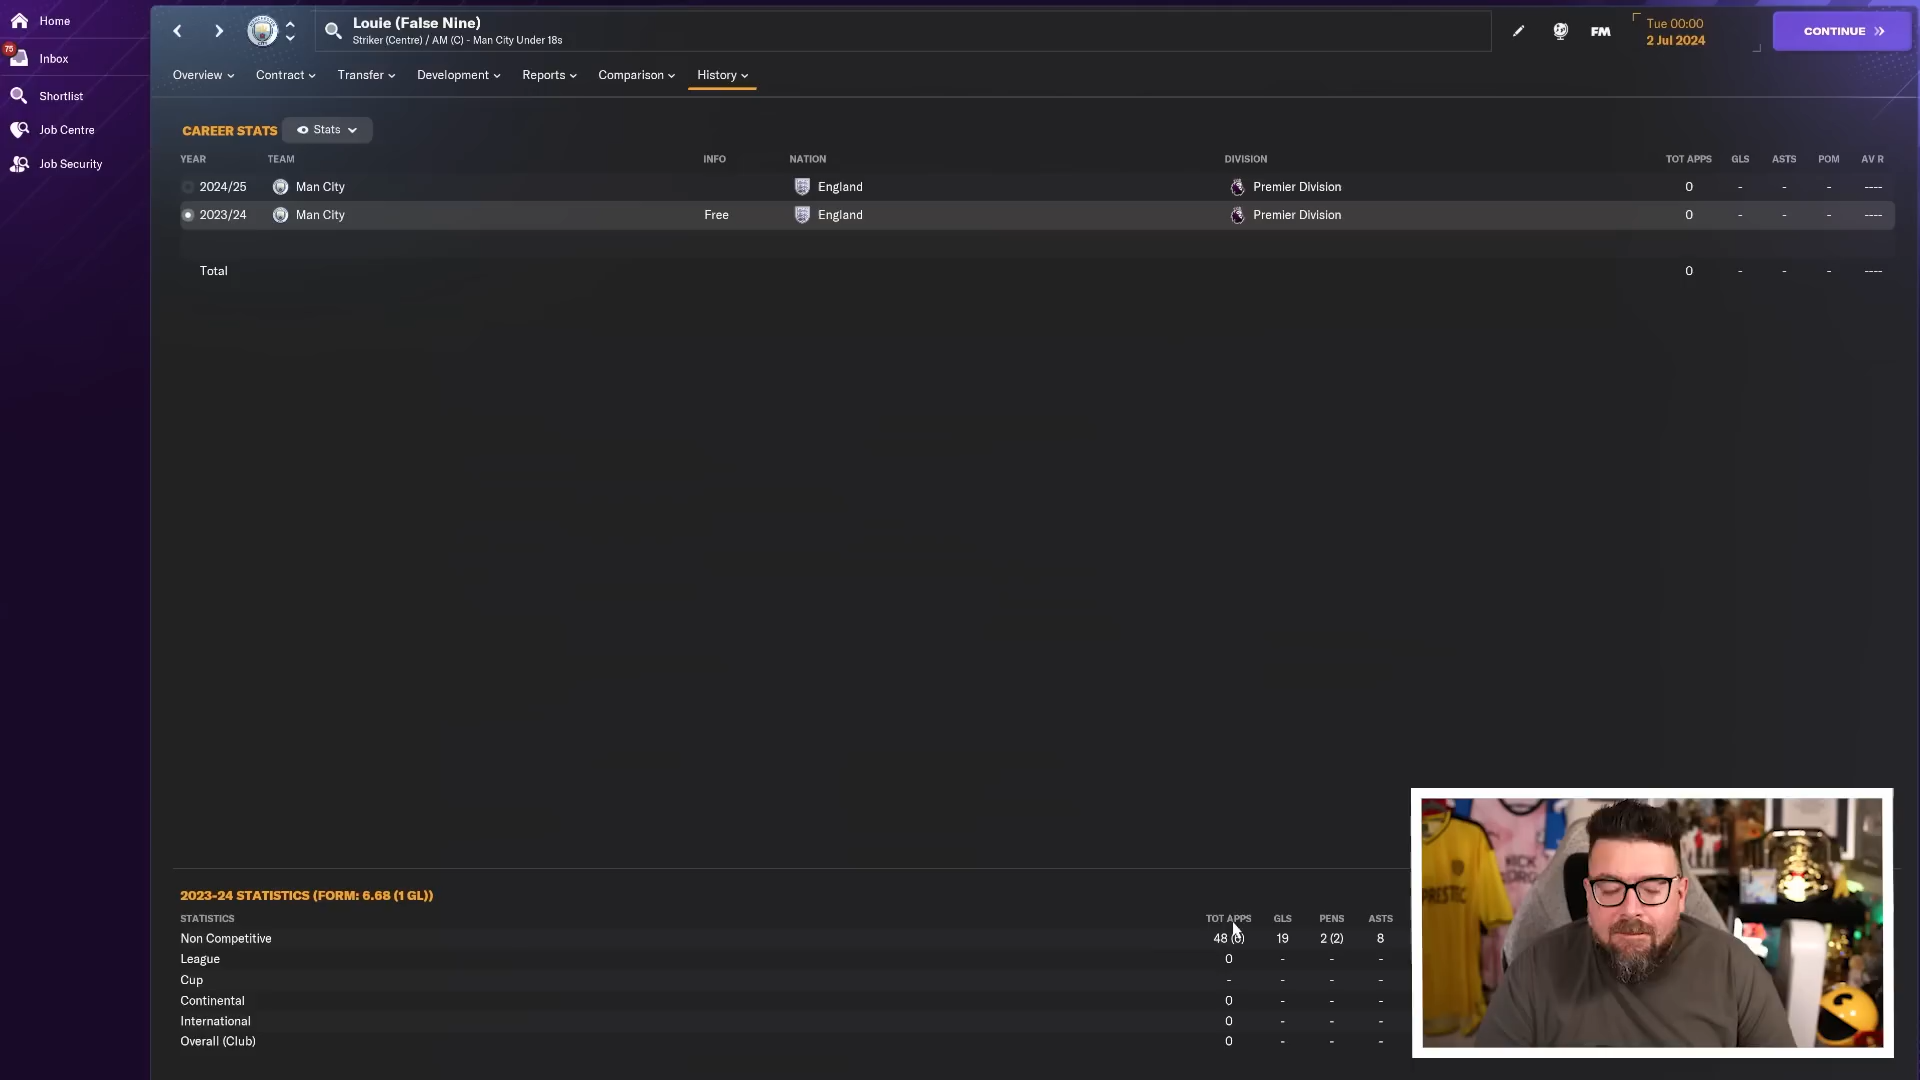 Home
75
Inbox
Shortlist
Job Centre
Job Security
Louie (False Nine)
Striker (Centre) / AM (C) - Man City Under 18s
FM
Tue 00:00
2 Jul 2024
CONTINUE
Overview Contract Transfer Development Reports Comparison History
CAREER STATS Stats
YEAR TEAM INFO NATION DIVISION TOT APPS GLS ASTS POM AV R
2024/25 Man City England Premier Division 0 - - - ----
2023/24 Man City Free England Premier Division 0 - - - ----
Total 0 - - - ----
2023-24 STATISTICS (FORM: 6.68 (1 GL))
STATISTICS TOT APPS GLS PENS ASTS
Non Competitive 48 19 2 (2) 8
League 0 - - -
Cup - - - -
Continental 0 - - -
International 0 - - -
Overall (Club) 0 - - -
PRESTIC